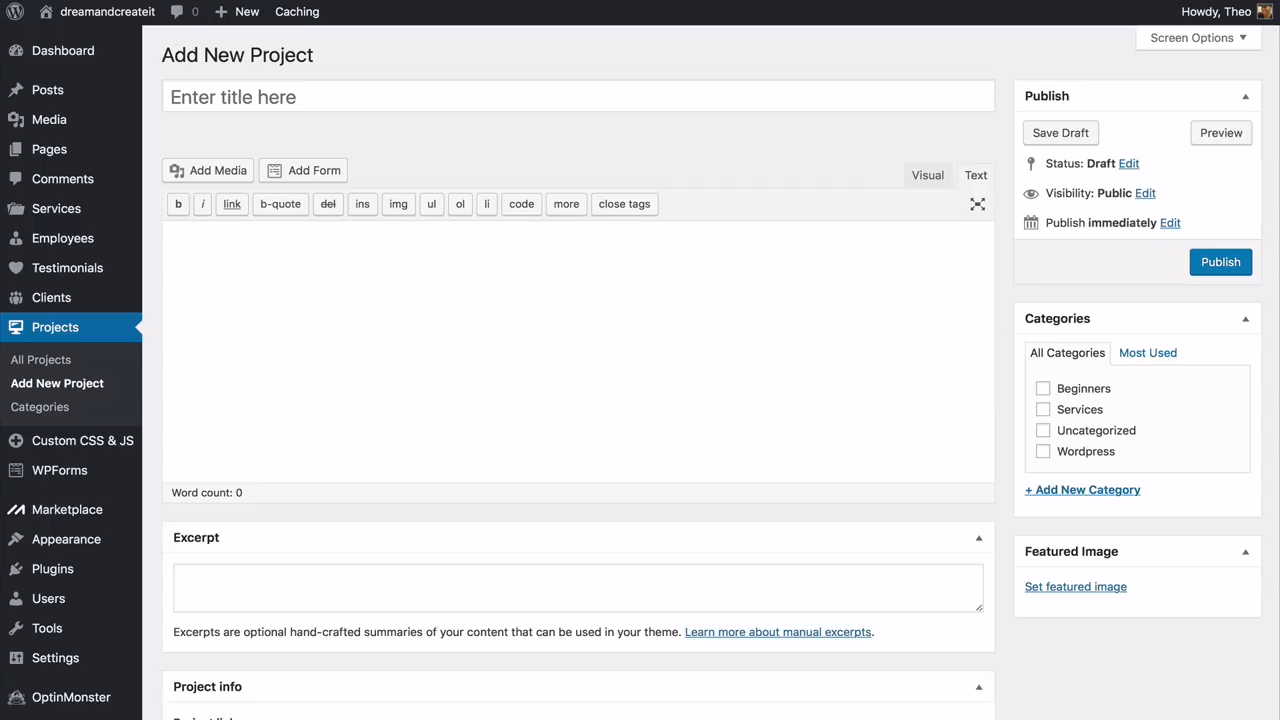 dreamandcreateit 0 New Caching Howdy, Theo
Dashboard
Posts
Media
Pages
Comments
Services
Employees
Testimonials
Clients
Projects
All Projects
Add New Project
Categories
Custom CSS & JS
WPForms
Marketplace
Appearance
Plugins
Users
Tools
Settings
OptinMonster
Screen Options
Add New Project
Enter title here
Add Media Add Form
Visual Text
b i link b-quote del ins img ul ol li code more close tags
Word count: 0
Excerpt
Excerpts are optional hand-crafted summaries of your content that can be used in your theme. Learn more about manual excerpts.
Project info
Publish
Save Draft Preview
Status: Draft Edit
Visibility: Public Edit
Publish immediately Edit
Publish
Categories
All Categories Most Used
Beginners
Services
Uncategorized
Wordpress
+ Add New Category
Featured Image
Set featured image